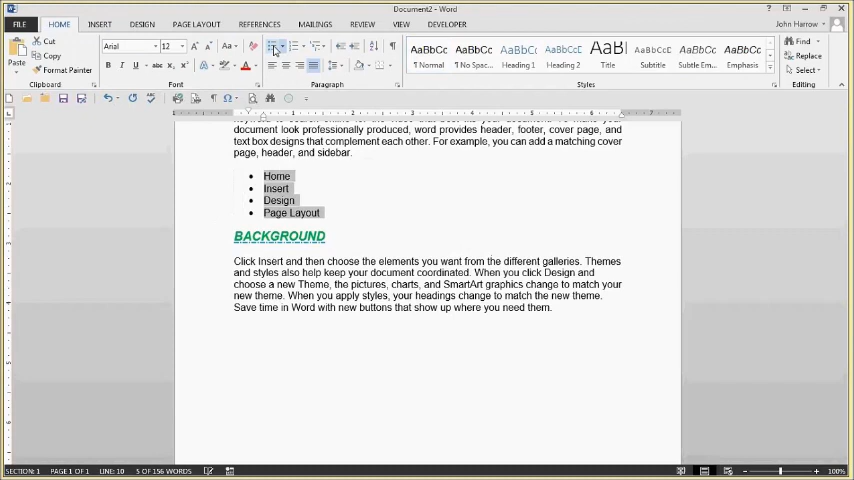 Document2 - Word
FILE HOME INSERT DESIGN PAGE LAYOUT REFERENCES MAILINGS REVIEW VIEW DEVELOPER John Harrow
Paste
Cut
Copy
Format Painter
Clipboard
Arial 12
Font
Paragraph
AaBbCc ¶ Normal
AaBbCc ¶ No Spac...
AaBbCc Heading 1
AaBbCc Heading 2
AaB Title
AaBbCc Subtitle
AaBbCc Subtle Em...
AaBbCc Emphasis
Styles
Find
Replace
Select
Editing
document look professionally produced, word provides header, footer, cover page, and
text box designs that complement each other. For example, you can add a matching cover
page, header, and sidebar.
• Home
• Insert
• Design
• Page Layout
BACKGROUND
Click Insert and then choose the elements you want from the different galleries. Themes
and styles also help keep your document coordinated. When you click Design and
choose a new Theme, the pictures, charts, and SmartArt graphics change to match your
new theme. When you apply styles, your headings change to match the new theme.
Save time in Word with new buttons that show up where you need them.
SECTION: 1 PAGE 1 OF 1 LINE: 10 5 OF 156 WORDS 100%